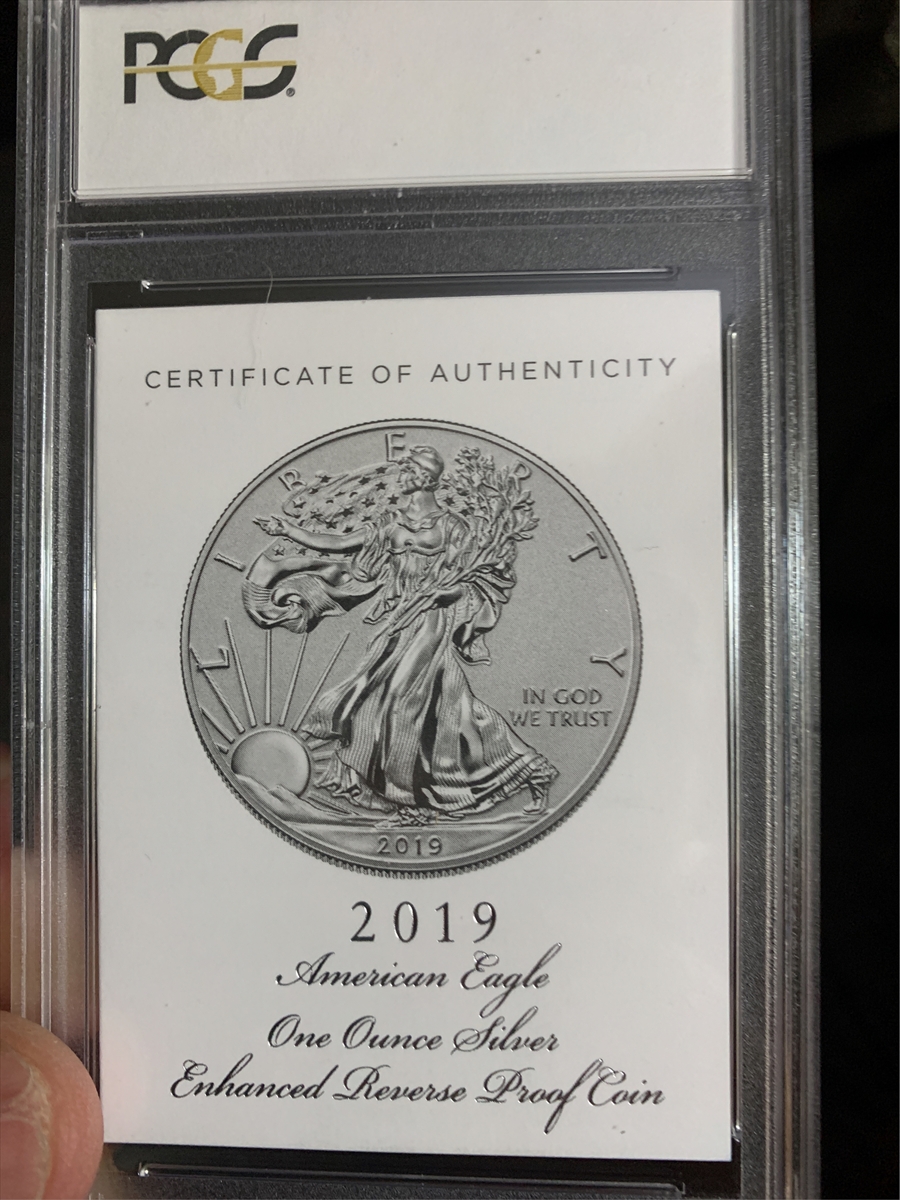 PCGS
CERTIFICATE OF AUTHENTICITY
LIBERTY
IN GOD
WE TRUST
2019
2019
American Eagle
One Ounce Silver
Enhanced Reverse Proof Coin